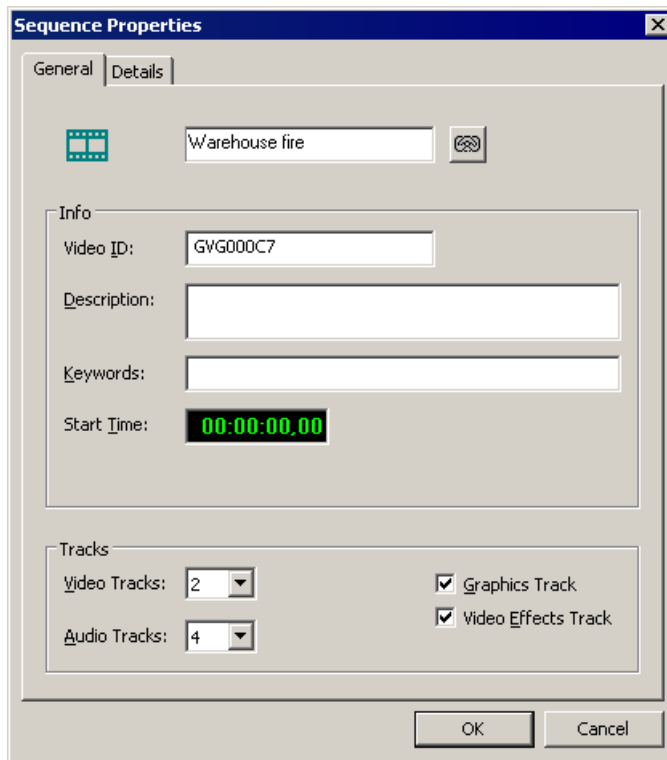 Sequence Properties
General
Details
Warehouse fire
Info
Video ID:
GVG000C7
Description:
Keywords:
Start Time:
00:00:00,00
Tracks
Video Tracks:
2
Graphics Track
Video Effects Track
Audio Tracks:
4
OK
Cancel